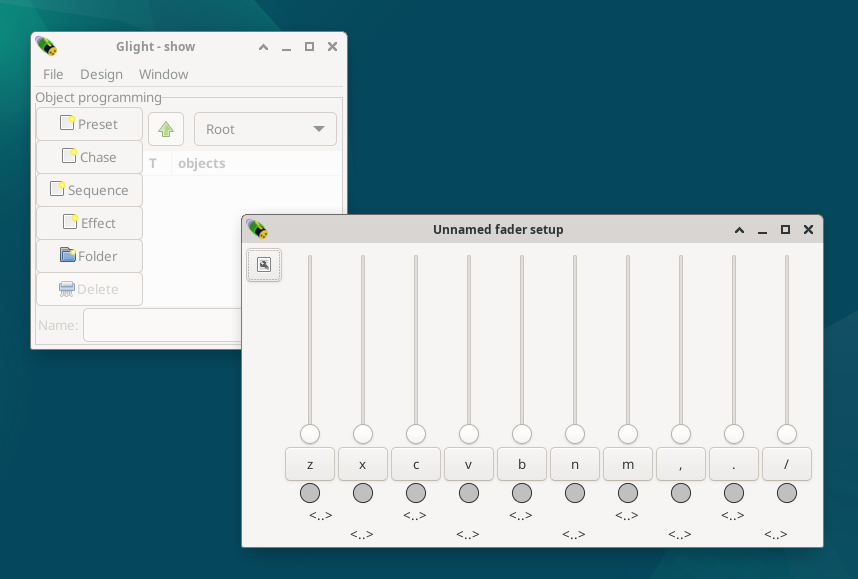 Glight - show
File Design Window
Object programming
Preset
Root
Chase
T objects
Sequence
Effect
Folder
Delete
Name:
Unnamed fader setup
z x c v b n m , . /
<..> <..> <..> <..> <..>
<..> <..> <..> <..> <..>